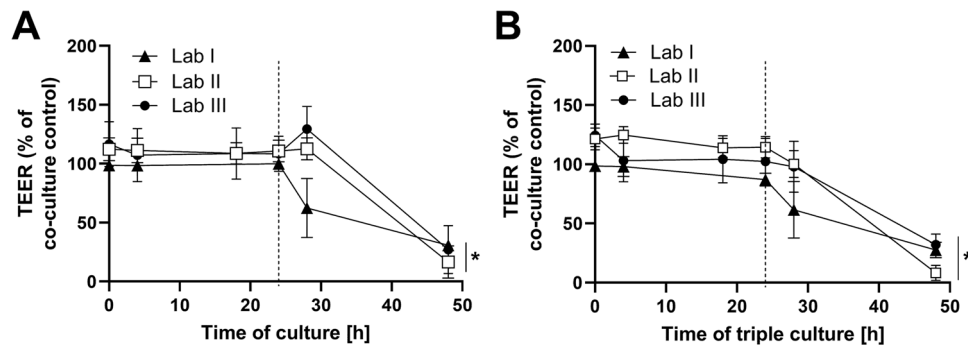 A
TEER (% of
co-culture control)
200
150
100
50
0
Lab I
Lab II
Lab III
*
0 10 20 30 40 50
Time of culture [h]
B
TEER (% of
co-culture control)
200
150
100
50
0
Lab I
Lab II
Lab III
*
0 10 20 30 40 50
Time of triple culture [h]